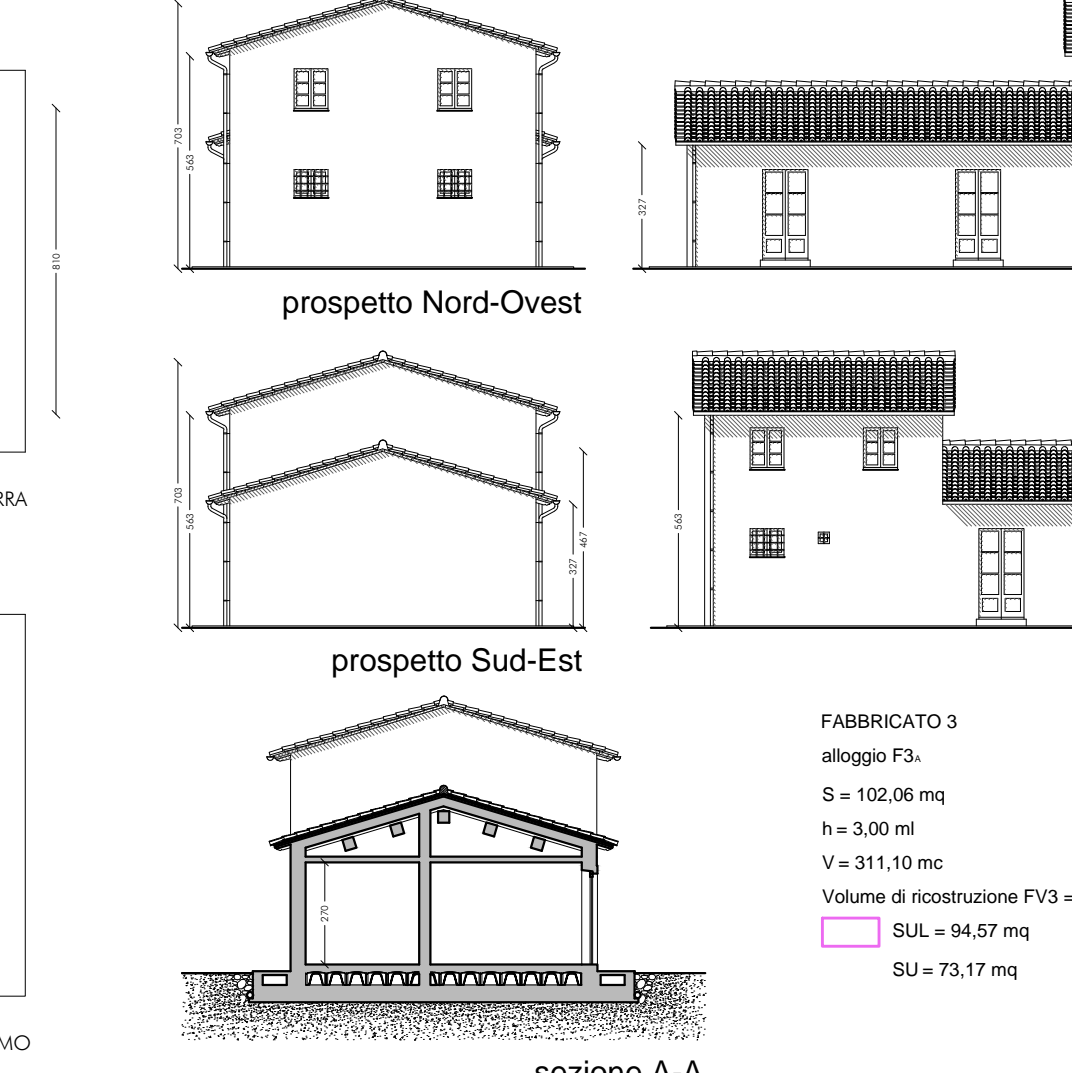 703
563
810
327
prospetto Nord-Ovest
RRA
703
563
327
467
563
prospetto Sud-Est
FABBRICATO 3
alloggio F3A
S = 102,06 mq
h = 3,00 ml
V = 311,10 mc
Volume di ricostruzione FV3 =
SUL = 94,57 mq
SU = 73,17 mq
270
MO
sezione A-A